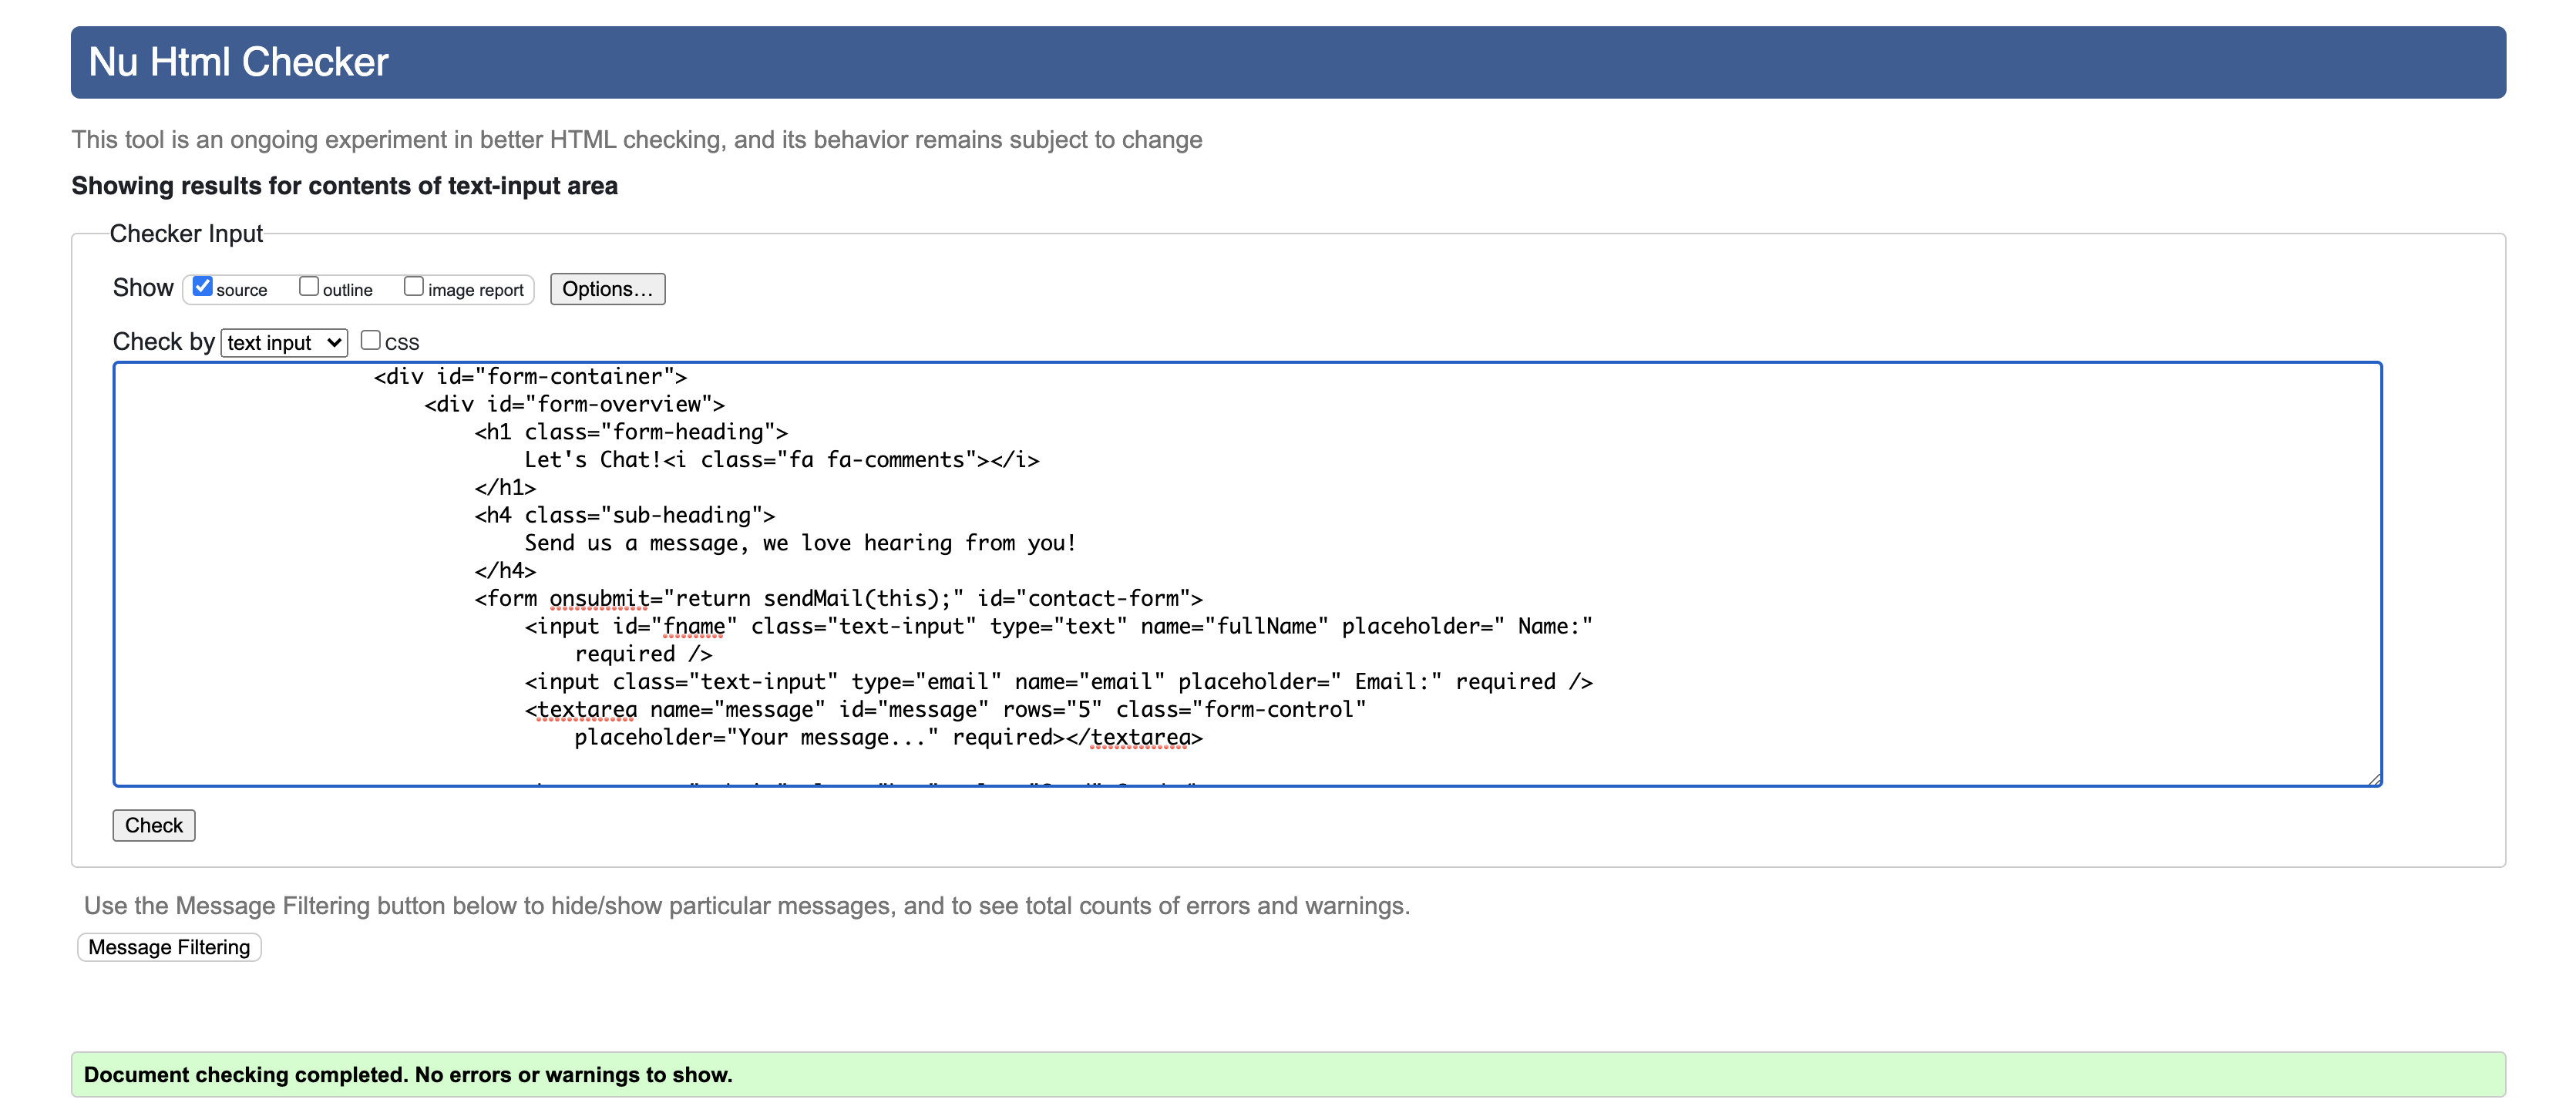 Nu Html Checker
This tool is an ongoing experiment in better HTML checking, and its behavior remains subject to change
Showing results for contents of text-input area
Checker Input
Show source outline image report Options...
Check by text input CSS
<div id="form-container">
<div id="form-overview">
<h1 class="form-heading">
Let's Chat!<i class="fa fa-comments"></i>
</h1>
<h4 class="sub-heading">
Send us a message, we love hearing from you!
</h4>
<form onsubmit="return sendMail(this);" id="contact-form">
<input id="fname" class="text-input" type="text" name="fullName" placeholder=" Name:"
required />
<input class="text-input" type="email" name="email" placeholder=" Email:" required />
<textarea name="message" id="message" rows="5" class="form-control"
placeholder="Your message..." required></textarea>
Check
Use the Message Filtering button below to hide/show particular messages, and to see total counts of errors and warnings.
Message Filtering
Document checking completed. No errors or warnings to show.